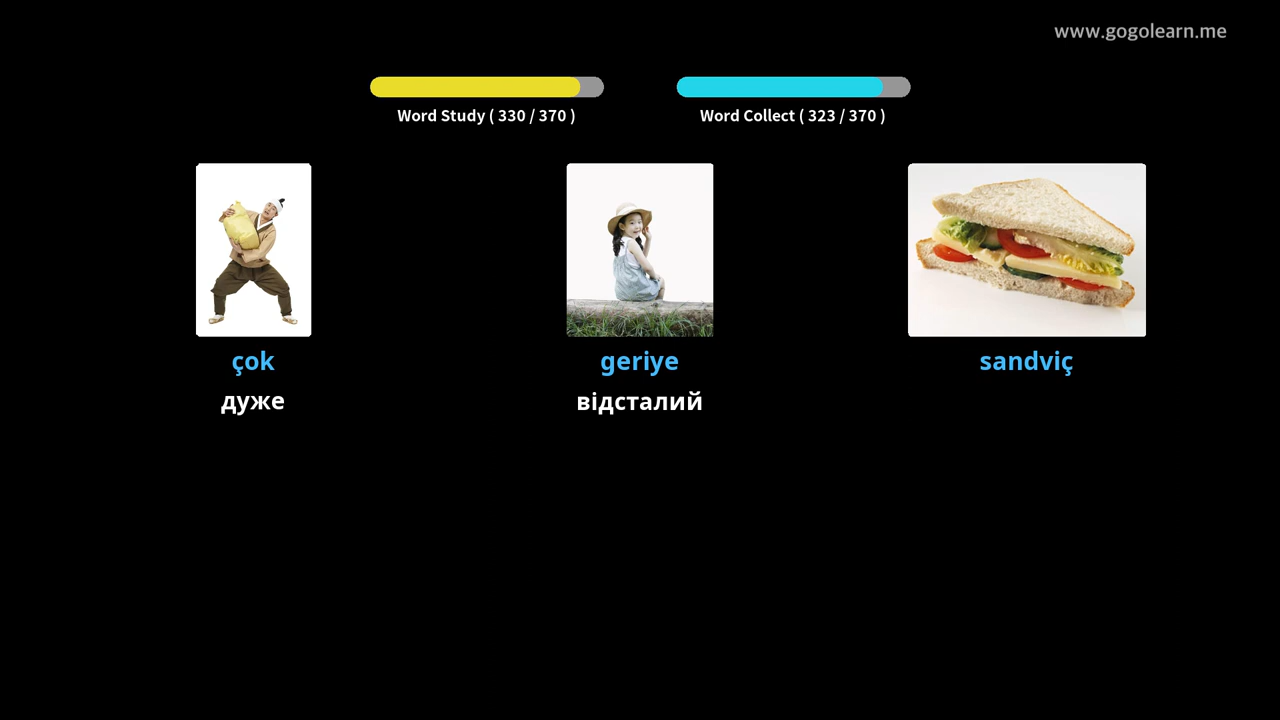 www.gogolearn.me
Word Study ( 330 / 370 )
Word Collect ( 323 / 370 )
çok
geriye
sandviç
дуже
відсталий